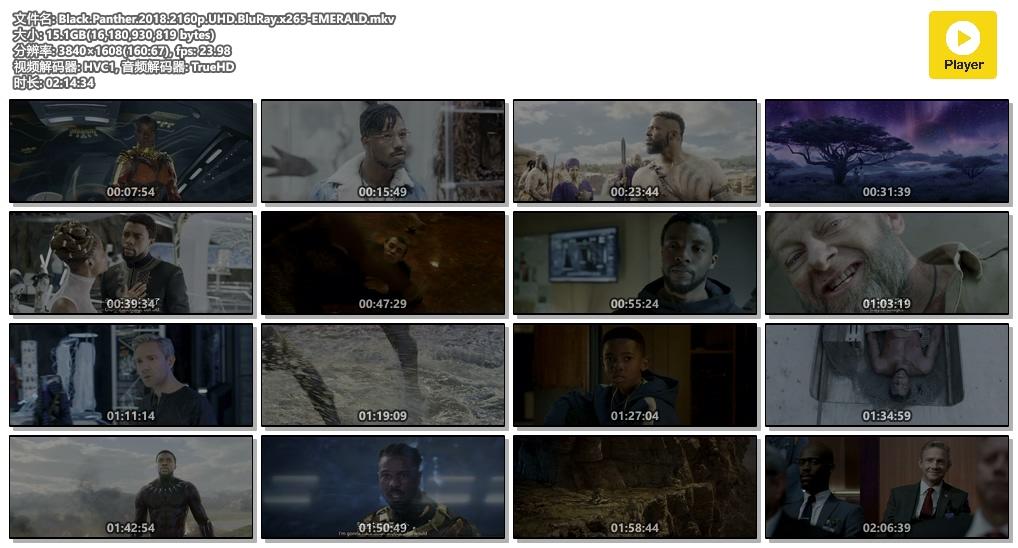 文件名: Black.Panther.2018.2160p.UHD.BluRay.x265-EMERALD.mkv
大小: 15.1GB(16,180,930,819 bytes)
分辨率: 3840×1608(160:67), fps: 23.98
视频解码器: HVC1, 音频解码器: TrueHD
时长: 02:14:34
Player
00:07:54
00:15:49
00:23:44
00:31:39
00:39:34
00:47:29
00:55:24
01:03:19
01:11:14
01:19:09
01:27:04
01:34:59
01:42:54
01:50:49
01:58:44
02:06:39